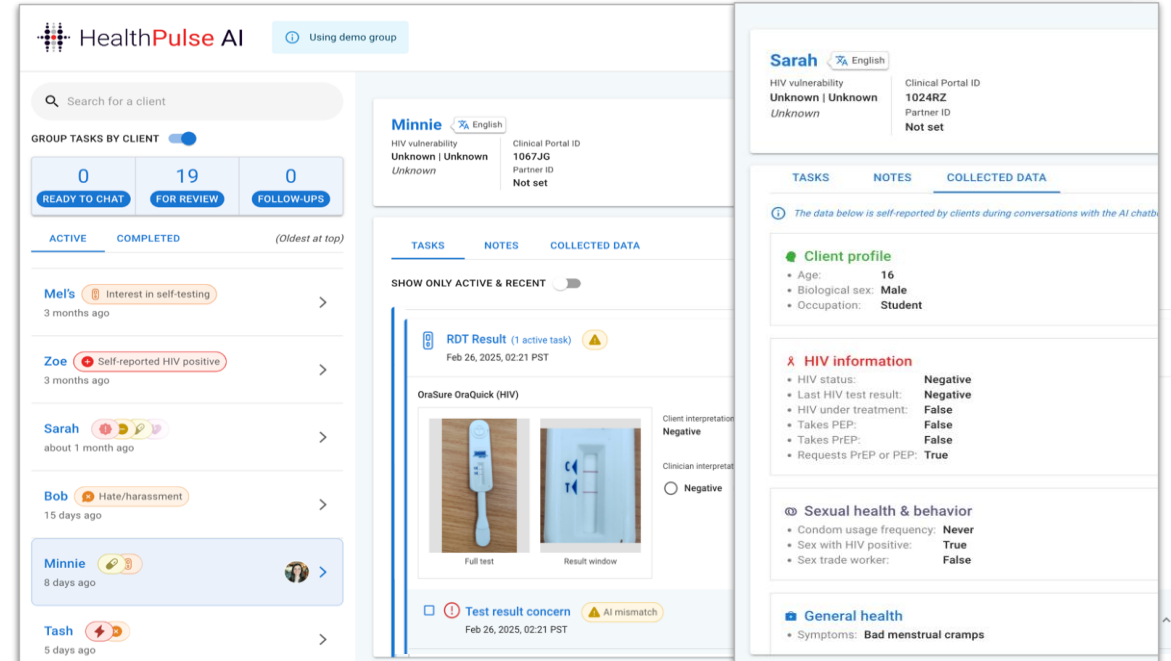 HealthPulse AI
Using demo group
Search for a client
GROUP TASKS BY CLIENT
0
READY TO CHAT
19
FOR REVIEW
0
FOLLOW-UPS
ACTIVE
COMPLETED
(Oldest at top)
Mel's
Interest in self-testing
3 months ago
Zoe
Self-reported HIV positive
3 months ago
Sarah
about 1 month ago
Bob
Hate/harassment
15 days ago
Minnie
8 days ago
Tash
5 days ago
Minnie
English
HIV vulnerability
Unknown | Unknown
Unknown
Clinical Portal ID
1067JG
Partner ID
Not set
TASKS
NOTES
COLLECTED DATA
SHOW ONLY ACTIVE & RECENT
RDT Result (1 active task)
Feb 26, 2025, 02:21 PST
OraSure OraQuick (HIV)
C
T
Full test
Result window
Client interpretation
Negative
Clinician interpretat
Negative
Test result concern
AI mismatch
Feb 26, 2025, 02:21 PST
Sarah
English
HIV vulnerability
Unknown | Unknown
Unknown
Clinical Portal ID
1024RZ
Partner ID
Not set
TASKS
NOTES
COLLECTED DATA
The data below is self-reported by clients during conversations with the AI chatb
Client profile
• Age: 16
• Biological sex: Male
• Occupation: Student
HIV information
• HIV status: Negative
• Last HIV test result: Negative
• HIV under treatment: False
• Takes PEP: False
• Takes PrEP: False
• Requests PrEP or PEP: True
Sexual health & behavior
• Condom usage frequency: Never
• Sex with HIV positive: True
• Sex trade worker: False
General health
• Symptoms: Bad menstrual cramps